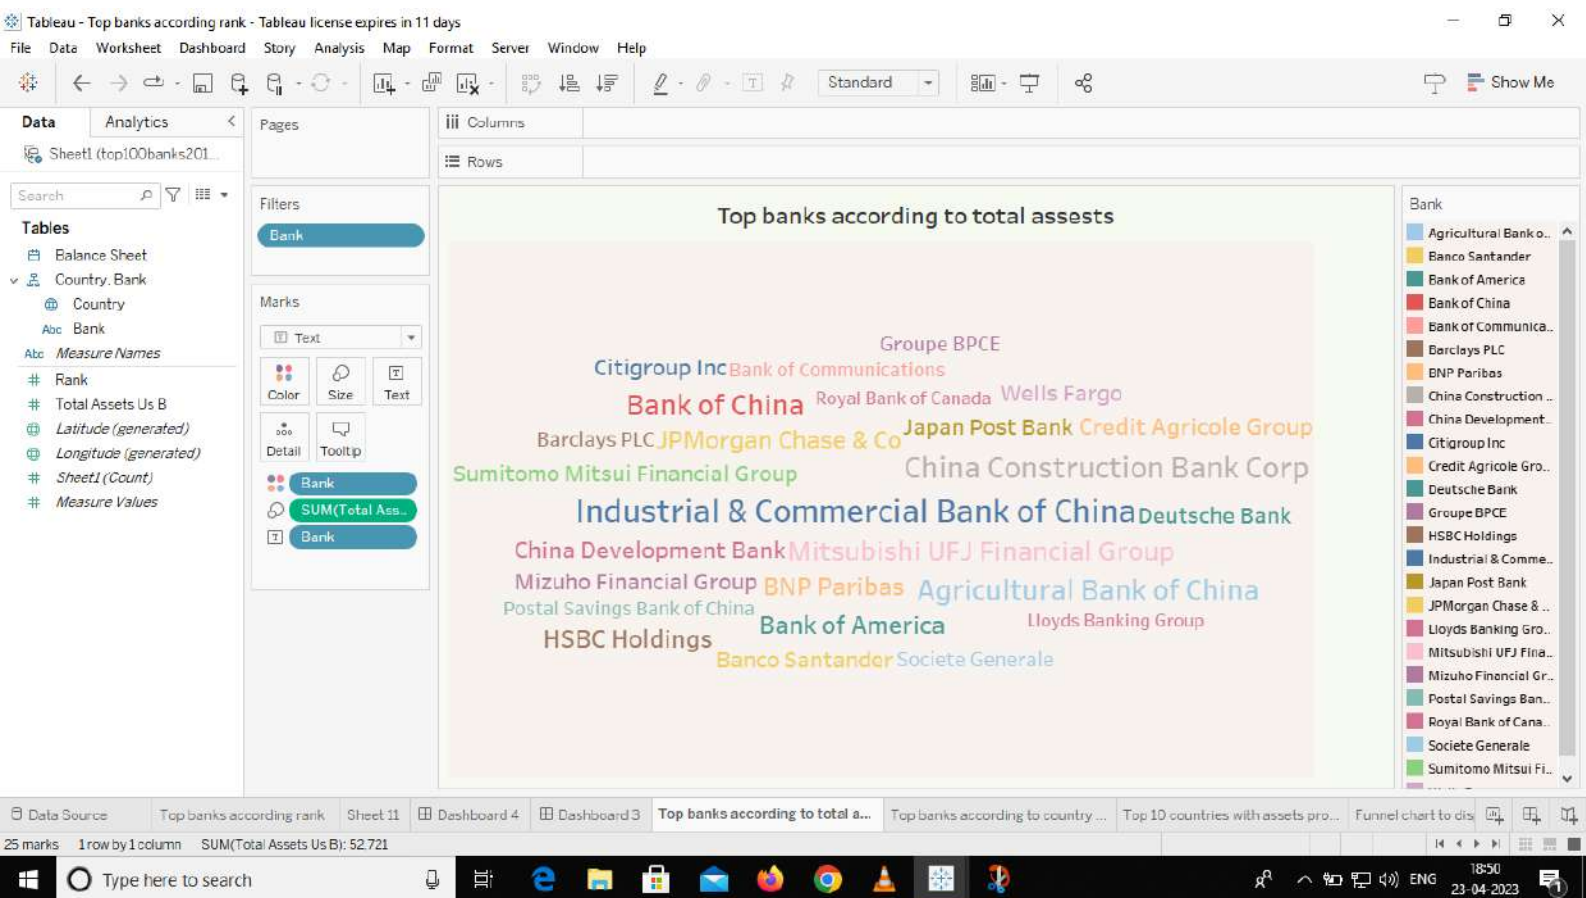 Tableau - Top banks according rank - Tableau license expires in 11 days
File Data Worksheet Dashboard Story Analysis Map Format Server Window Help
Standard
Show Me
Data Analytics
Sheet1 (top100banks201...
Search
Tables
Balance Sheet
Country, Bank
Country
Abc Bank
Abc Measure Names
# Rank
# Total Assets Us B
Latitude (generated)
Longitude (generated)
# Sheet1 (Count)
# Measure Values
Pages
Filters
Bank
Marks
T Text
Color Size Text
Detail Tooltip
Bank
SUM(Total Ass..
Bank
iii Columns
Rows
Top banks according to total assests
Groupe BPCE
Citigroup Inc Bank of Communications
Bank of China Royal Bank of Canada Wells Fargo
Barclays PLC JPMorgan Chase & Co Japan Post Bank Credit Agricole Group
Sumitomo Mitsui Financial Group China Construction Bank Corp
Industrial & Commercial Bank of China Deutsche Bank
China Development Bank Mitsubishi UFJ Financial Group
Mizuho Financial Group BNP Paribas Agricultural Bank of China
Postal Savings Bank of China Bank of America Lloyds Banking Group
HSBC Holdings
Banco Santander Societe Generale
Bank
Agricultural Bank o..
Banco Santander
Bank of America
Bank of China
Bank of Communica..
Barclays PLC
BNP Paribas
China Construction ..
China Development..
Citigroup Inc
Credit Agricole Gro..
Deutsche Bank
Groupe BPCE
HSBC Holdings
Industrial & Comme..
Japan Post Bank
JPMorgan Chase & ..
Lloyds Banking Gro..
Mitsubishi UFJ Fina..
Mizuho Financial Gr..
Postal Savings Ban..
Royal Bank of Cana..
Societe Generale
Sumitomo Mitsui Fi..
Data Source Top banks according rank Sheet 11 Dashboard 4 Dashboard 3 Top banks according to total a... Top banks according to country ... Top 10 countries with assets pro... Funnel chart to dis
25 marks 1 row by 1 column SUM(Total Assets Us B): 52,721
Type here to search
ENG
18:50
23-04-2023
1